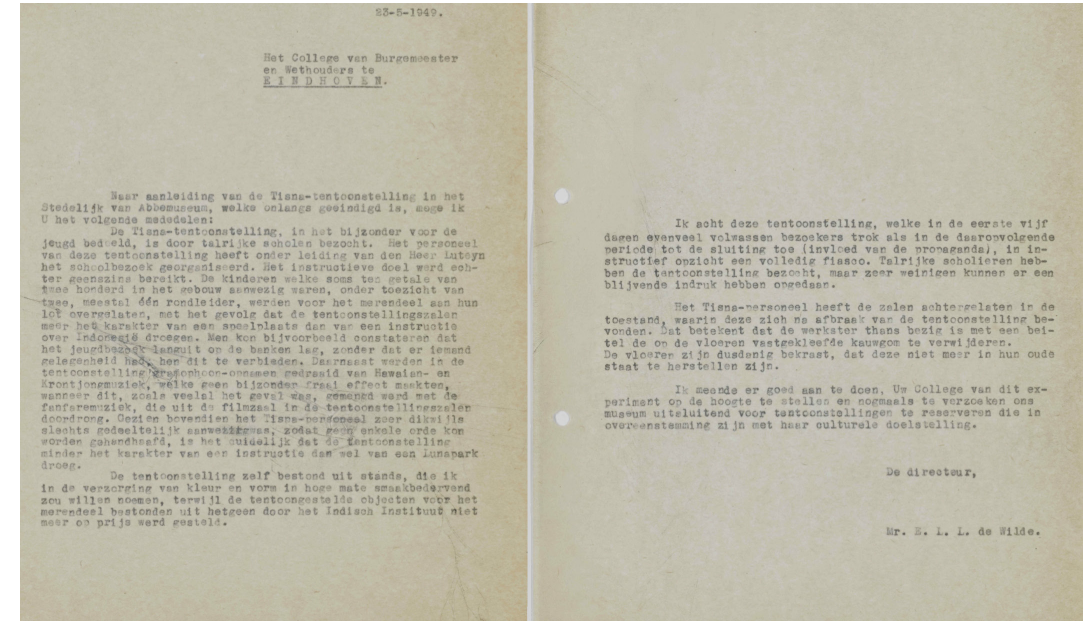 23-5-1949.
Het College van Burgemeester
en Wethouders te
E I N D H O V E N.
Naar aanleiding van de Tisna-tentoonstelling in het
Stedelijk van Abbemuseum, welke onlangs geëindigd is, moge ik
U het volgende mededelen:
De Tisna-tentoonstelling, in het bijzonder voor de
jeugd bedoeld, is door talrijke scholen bezocht. Het personeel
van deze tentoonstelling heeft onder leiding van den Heer Luteyn
het schoolbezoek georganiseerd. Het instructieve doel werd ech-
ter geenszins bereikt. De kinderen welke soms ten getale van
twee honderd in het gebouw aanwezig waren, onder toezicht van
twee, meestal één rondleider, werden voor het merendeel aan hun
lot overgelaten, met het gevolg dat de tentoonstellingszalen
meer het karakter van een speelplaats dan van een instructie
over Indonesië droegen. Men kon bijvoorbeeld constateren dat
het jeugdbezoek languit op de banken lag, zonder dat er iemand
gelegenheid had, hen dit te verbieden. Daarnaast werden in de
tentoonstelling gramophoon-opnamen gedraaid van Hawaian- en
Krontjongmuziek, welke geen bijzonder fraai effect maakten,
wanneer dit, zoals veelal het geval was, gemengd werd met de
fanfaremuziek, die uit de filmzaal in de tentoonstellingszalen
doordrong. Gezien bovendien het Tisna-personeel zeer dikwijls
slechts gedeeltelijk aanwezig was, zodat geen enkele orde kon
worden gehandhaafd, is het duidelijk dat de tentoonstelling
minder het karakter van een instructie dan wel van een Lunapark
droeg.
De tentoonstelling zelf bestond uit stands, die ik
in de verzorging van kleur en vorm in hoge mate smaakbedervend
zou willen noemen, terwijl de tentoongestelde objecten voor het
merendeel bestonden uit hetgeen door het Indisch Instituut niet
meer op prijs werd gesteld.
Ik acht deze tentoonstelling, welke in de eerste vijf
dagen evenveel volwassen bezoekers trok als in de daaropvolgende
periode tot de sluiting toe (invloed van de propaganda), in in-
structief opzicht een volledig fiasco. Talrijke scholieren heb-
ben de tentoonstelling bezocht, maar zeer weinigen kunnen er een
blijvende indruk hebben opgedaan.
Het Tisna-personeel heeft de zalen achtergelaten in de
toestand, waarin deze zich na afbraak van de tentoonstelling be-
vonden. Dat betekent dat de werkster thans bezig is met een bei-
tel de op de vloeren vastgekleefde kauwgom te verwijderen.
De vloeren zijn dusdanig bekrast, dat deze niet meer in hun oude
staat te herstellen zijn.
Ik meende er goed aan te doen, Uw College van dit ex-
periment op de hoogte te stellen en nogmaals te verzoeken ons
museum uitsluitend voor tentoonstellingen te reserveren die in
overeenstemming zijn met haar culturele doelstelling.
De directeur,
Mr. E. L. L. de Wilde.